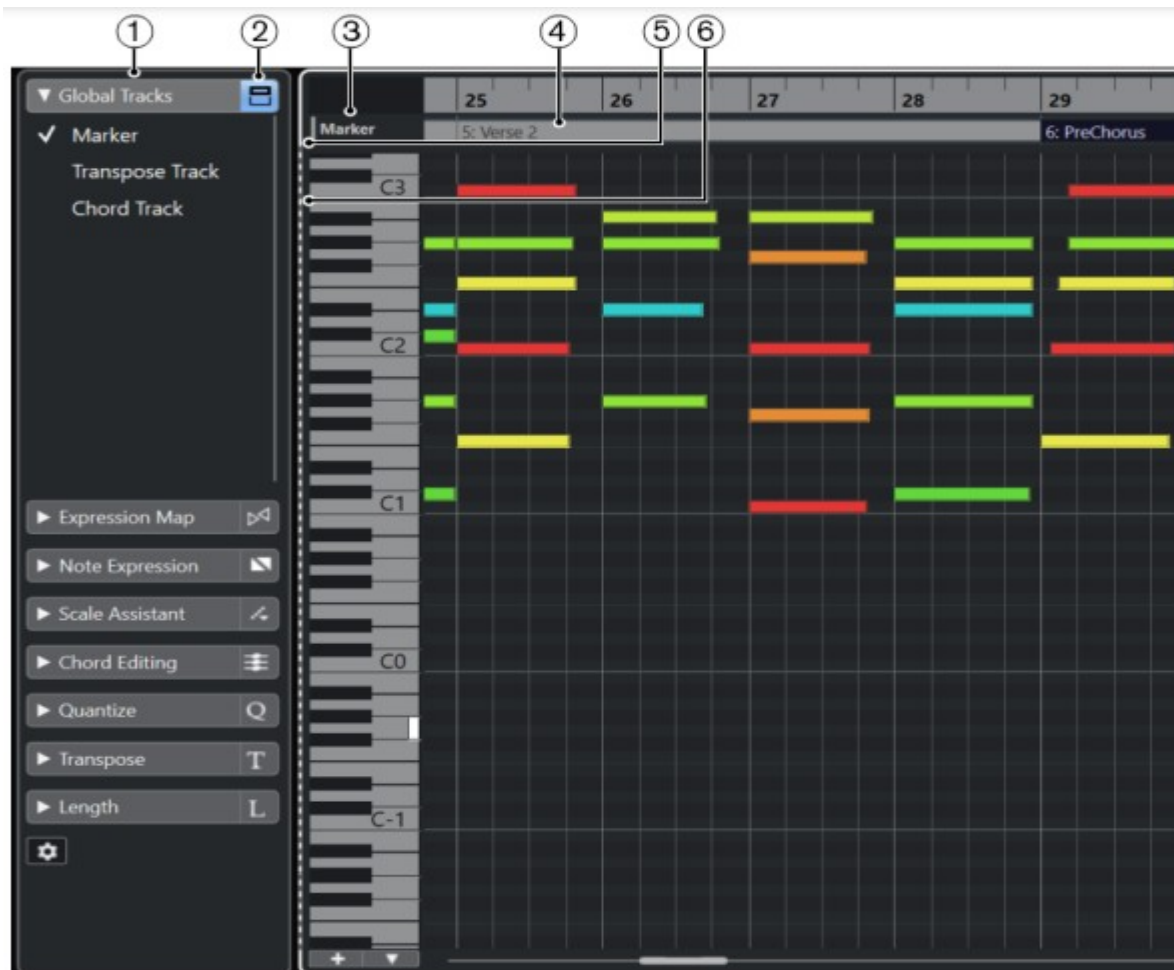 1 2 3 4 5 6
Global Tracks
Marker
Transpose Track
Chord Track
Expression Map
Note Expression
Scale Assistant
Chord Editing
Quantize Q
Transpose T
Length L
25 26 27 28 29
Marker 5: Verse 2 6: PreChorus
C3
C2
C1
C0
C-1